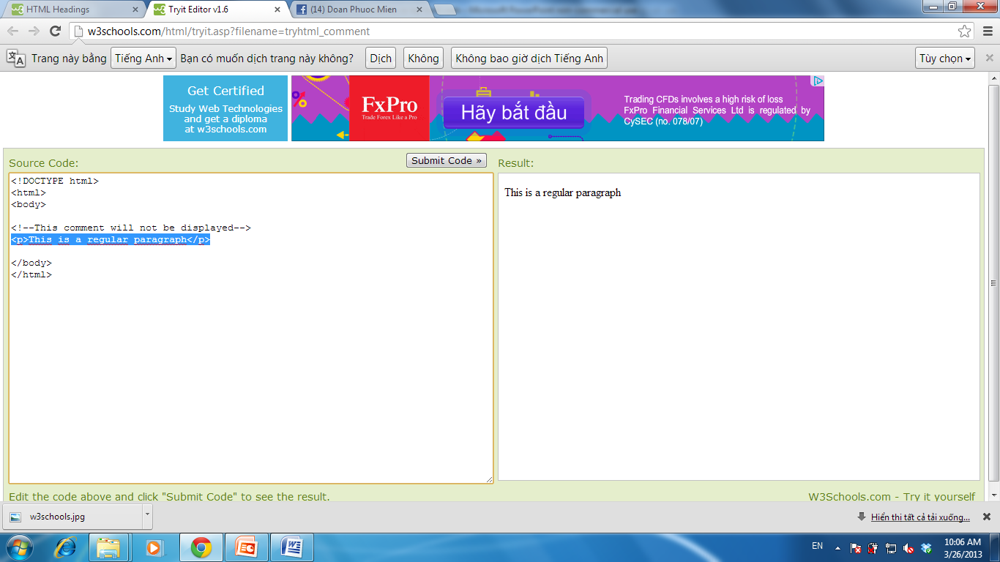 HTML Headings
Tryit Editor v1.6
(14) Doan Phuoc Mien
w3schools.com/html/tryit.asp?filename=tryhtml_comment
Trang này bằng Tiếng Anh Bạn có muốn dịch trang này không? Dịch Không Không bao giờ dịch Tiếng Anh Tùy chọn
Get Certified
Study Web Technologies
and get a diploma
at w3schools.com
FxPro
Trade Forex Like a Pro
Hãy bắt đầu
Trading CFDs involves a high risk of loss
FxPro Financial Services Ltd is regulated by
CySEC (no. 078/07)
Source Code:
Submit Code »
Result:
<!DOCTYPE html>
<html>
<body>
<!--This comment will not be displayed-->
<p>This is a regular paragraph</p>
</body>
</html>
This is a regular paragraph
Edit the code above and click "Submit Code" to see the result.
W3Schools.com - Try it yourself
w3schools.jpg
Hiển thị tất cả tải xuống...
EN
10:06 AM
3/26/2013